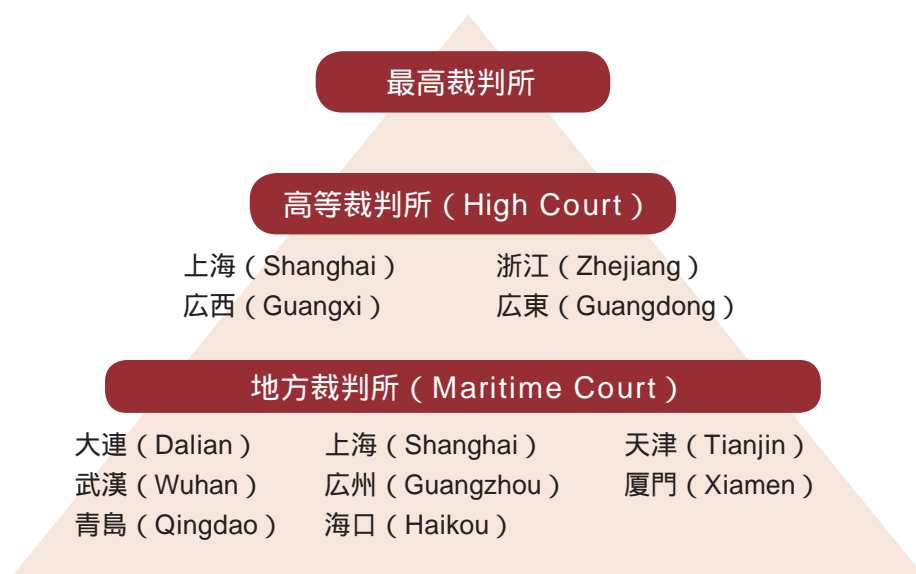 最高裁判所
高等裁判所(High Court)
上海(Shanghai) 浙江(Zhejiang)
広西(Guangxi) 広東(Guangdong)
地方裁判所(Maritime Court)
大連(Dalian) 上海(Shanghai) 天津(Tianjin)
武漢(Wuhan) 広州(Guangzhou) 厦門(Xiamen)
青島(Qingdao) 海口(Haikou)